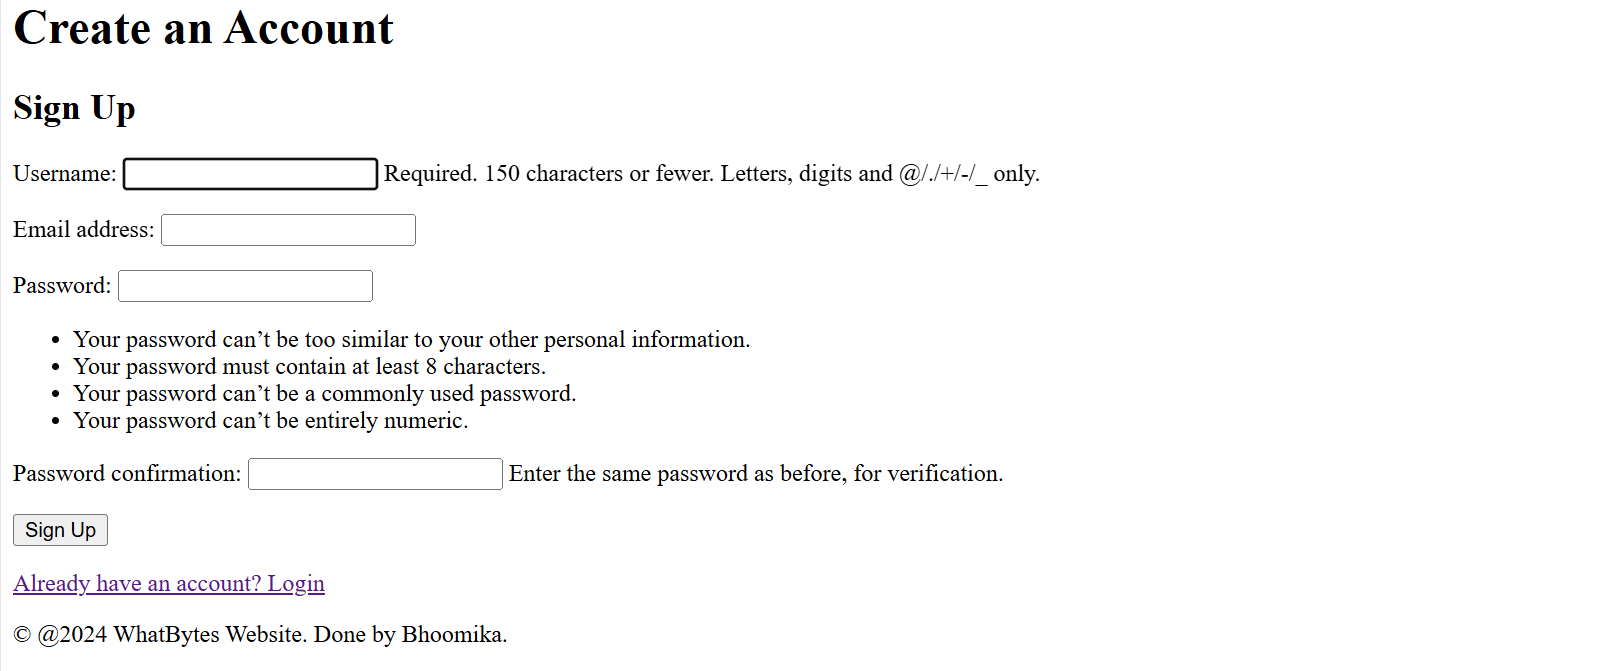 Create an Account
Sign Up
Username: Required. 150 characters or fewer. Letters, digits and @/./+/-/_ only.
Email address:
Password:
• Your password can’t be too similar to your other personal information.
• Your password must contain at least 8 characters.
• Your password can’t be a commonly used password.
• Your password can’t be entirely numeric.
Password confirmation: Enter the same password as before, for verification.
Sign Up
Already have an account? Login
© @2024 WhatBytes Website. Done by Bhoomika.